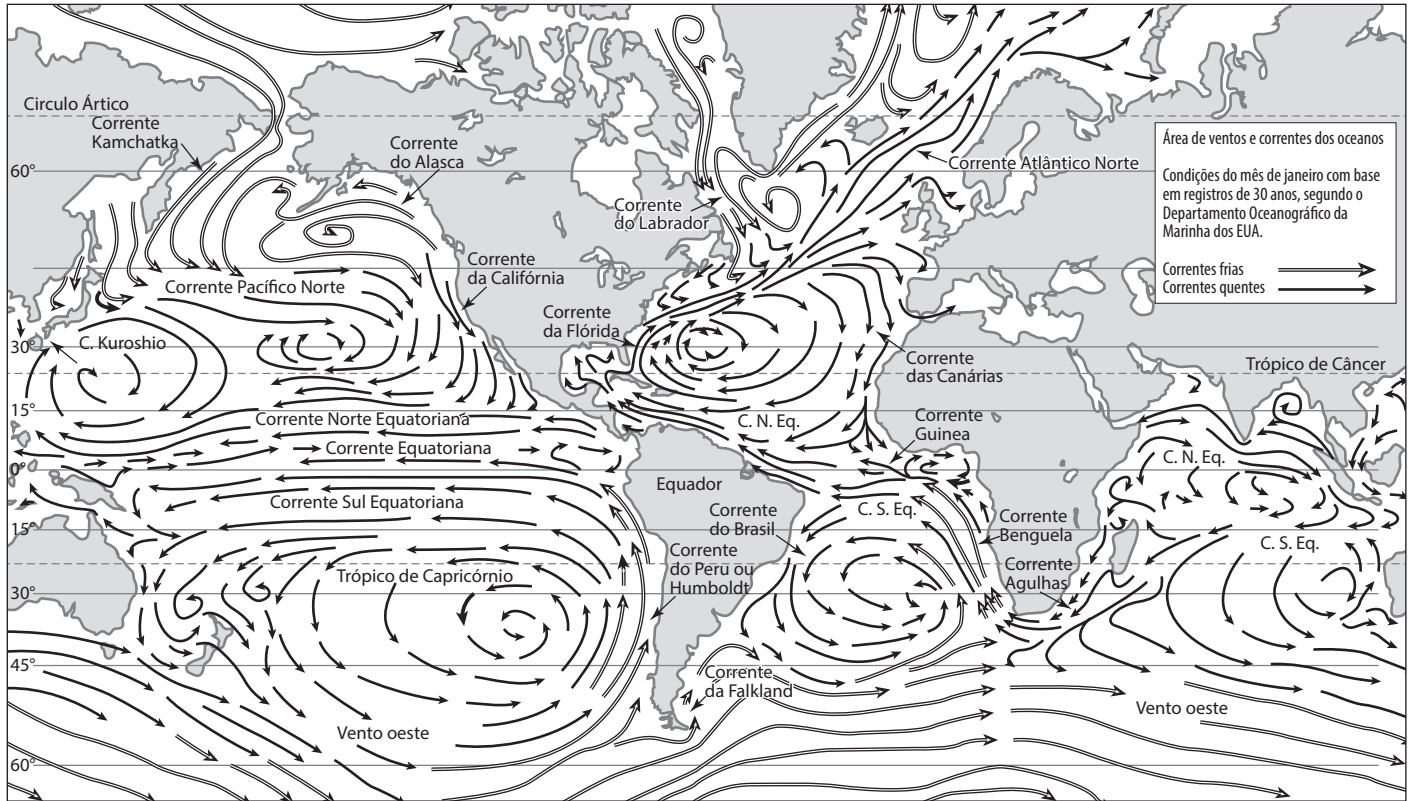 Circulo Ártico
Corrente
Kamchatka
Corrente
do Alasca
60°
Corrente
do Labrador
Corrente Atlântico Norte
Área de ventos e correntes dos oceanos
Condições do mês de janeiro com base
em registros de 30 anos, segundo o
Departamento Oceanográfico da
Marinha dos EUA.
Correntes frias
Correntes quentes
Corrente
da Califórnia
Corrente Pacífico Norte
Corrente
da Flórida
C. Kuroshio
30°
Corrente
das Canárias
Trópico de Câncer
15°
Corrente Norte Equatoriana
C. N. Eq.
Corrente
Guinea
Corrente Equatoriana
C. N. Eq.
0°
Equador
Corrente Sul Equatoriana
Corrente
do Brasil
C. S. Eq.
Corrente
Benguela
15°
C. S. Eq.
Corrente
do Peru ou
Humboldt
Corrente
Agulhas
Trópico de Capricórnio
30°
45°
Corrente
da Falkland
Vento oeste
Vento oeste
60°